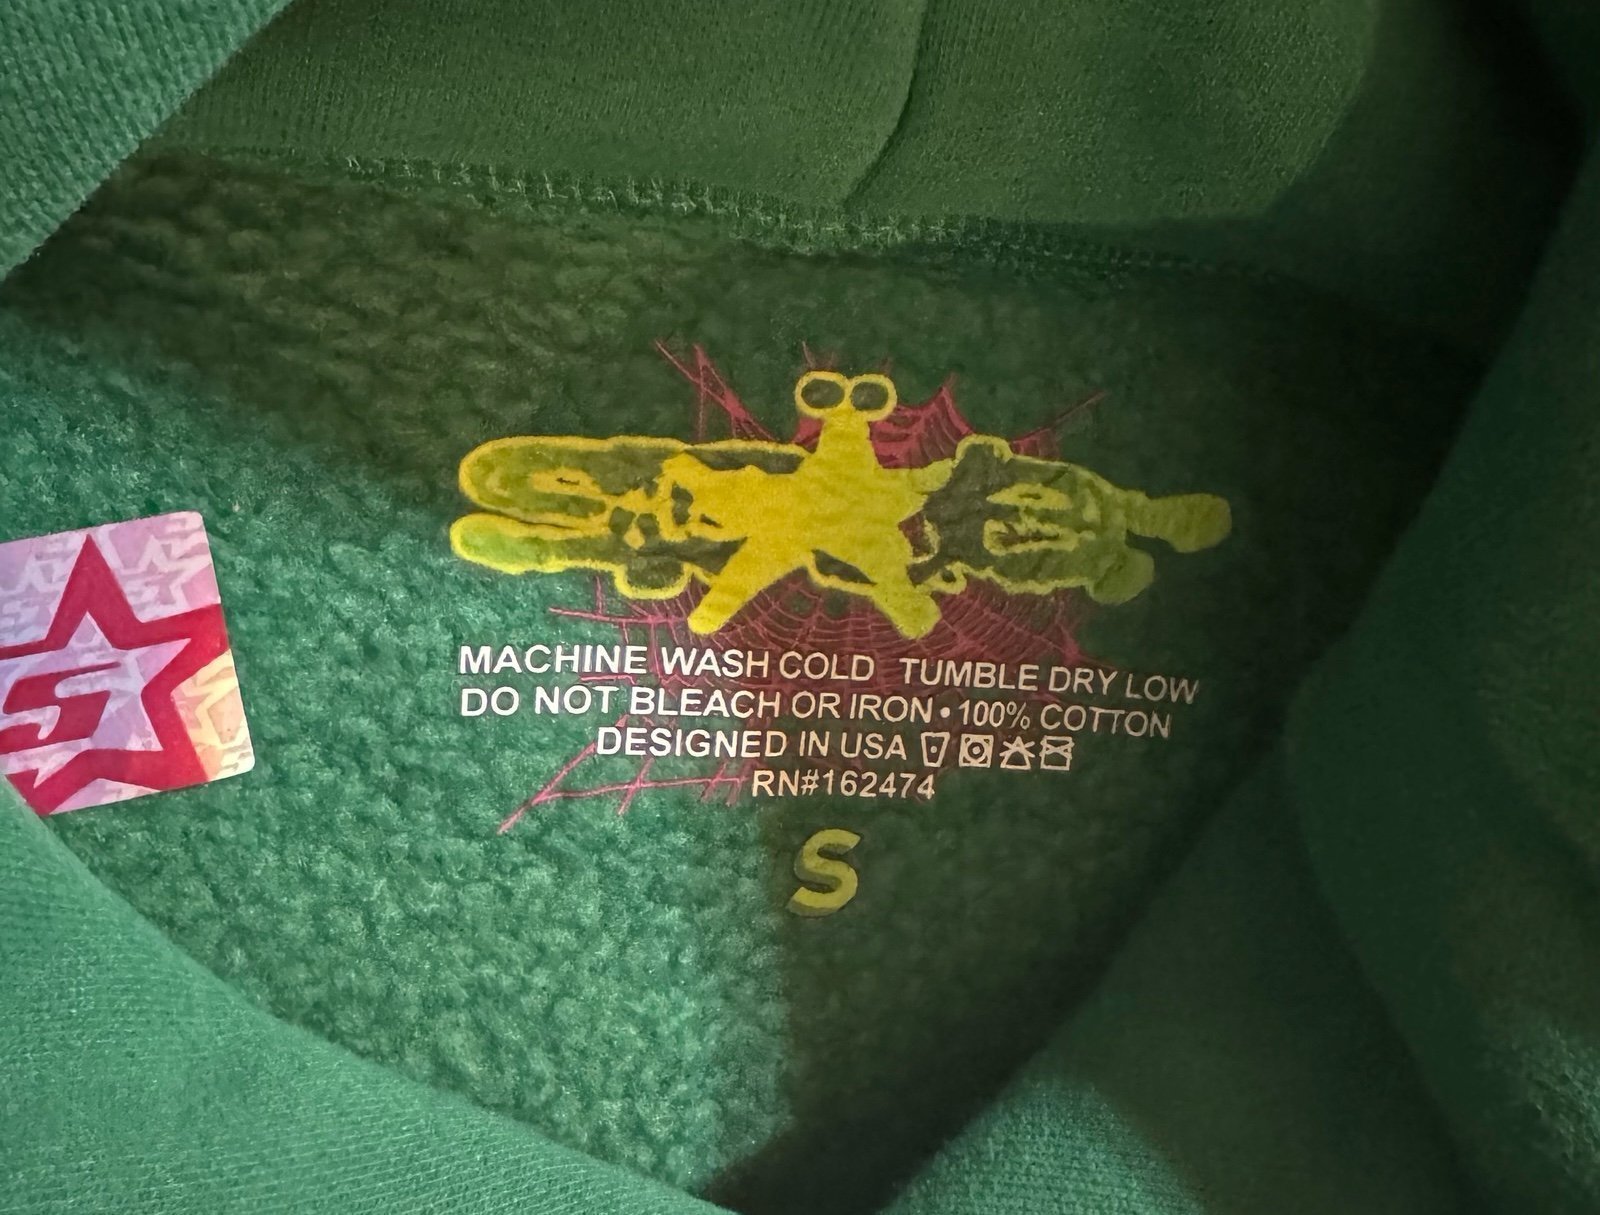 MACHINE WASH COLD TUMBLE DRY LOW
DO NOT BLEACH OR IRON • 100% COTTON
DESIGNED IN USA
RN#162474
S
S